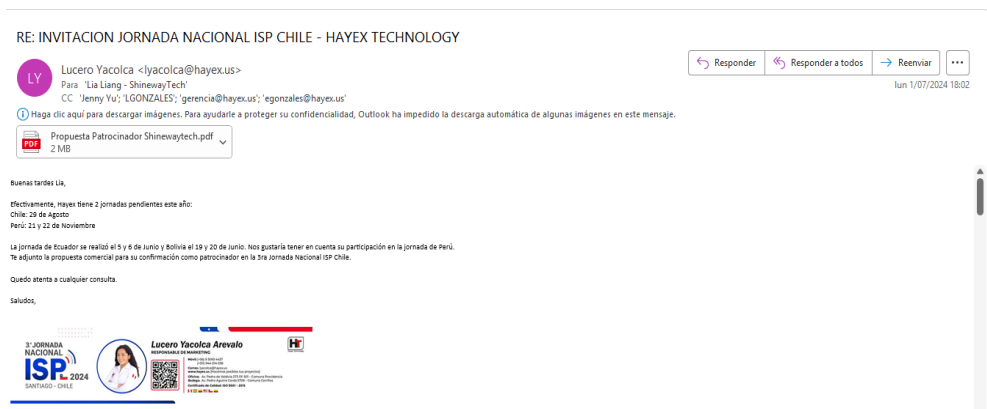 RE: INVITACION JORNADA NACIONAL ISP CHILE - HAYEX TECHNOLOGY
LY
Lucero Yacolca <lyacolca@hayex.us>
Para 'Lia Liang - ShinewayTech'
CC 'Jenny Yu'; 'LGONZALES'; 'gerencia@hayex.us'; 'egonzales@hayex.us'
Responder
Responder a todos
Reenviar
lun 1/07/2024 18:02
Haga clic aquí para descargar imágenes. Para ayudarle a proteger su confidencialidad, Outlook ha impedido la descarga automática de algunas imágenes en este mensaje.
PDF
Propuesta Patrocinador Shinewaytech.pdf
2 MB
Buenas tardes Lia,
Efectivamente, Hayex tiene 2 jornadas pendientes este año:
Chile: 29 de Agosto
Perú: 21 y 22 de Noviembre
La jornada de Ecuador se realizó el 5 y 6 de Junio y Bolivia el 19 y 20 de Junio. Nos gustaría tener en cuenta su participación en la jornada de Perú.
Te adjunto la propuesta comercial para su confirmación como patrocinador en la 3ra Jornada Nacional ISP Chile.
Quedo atenta a cualquier consulta.
Saludos,
3°JORNADA
NACIONAL
ISP 2024
SANTIAGO - CHILE
Lucero Yacolca Arevalo
RESPONSABLE DE MARKETING